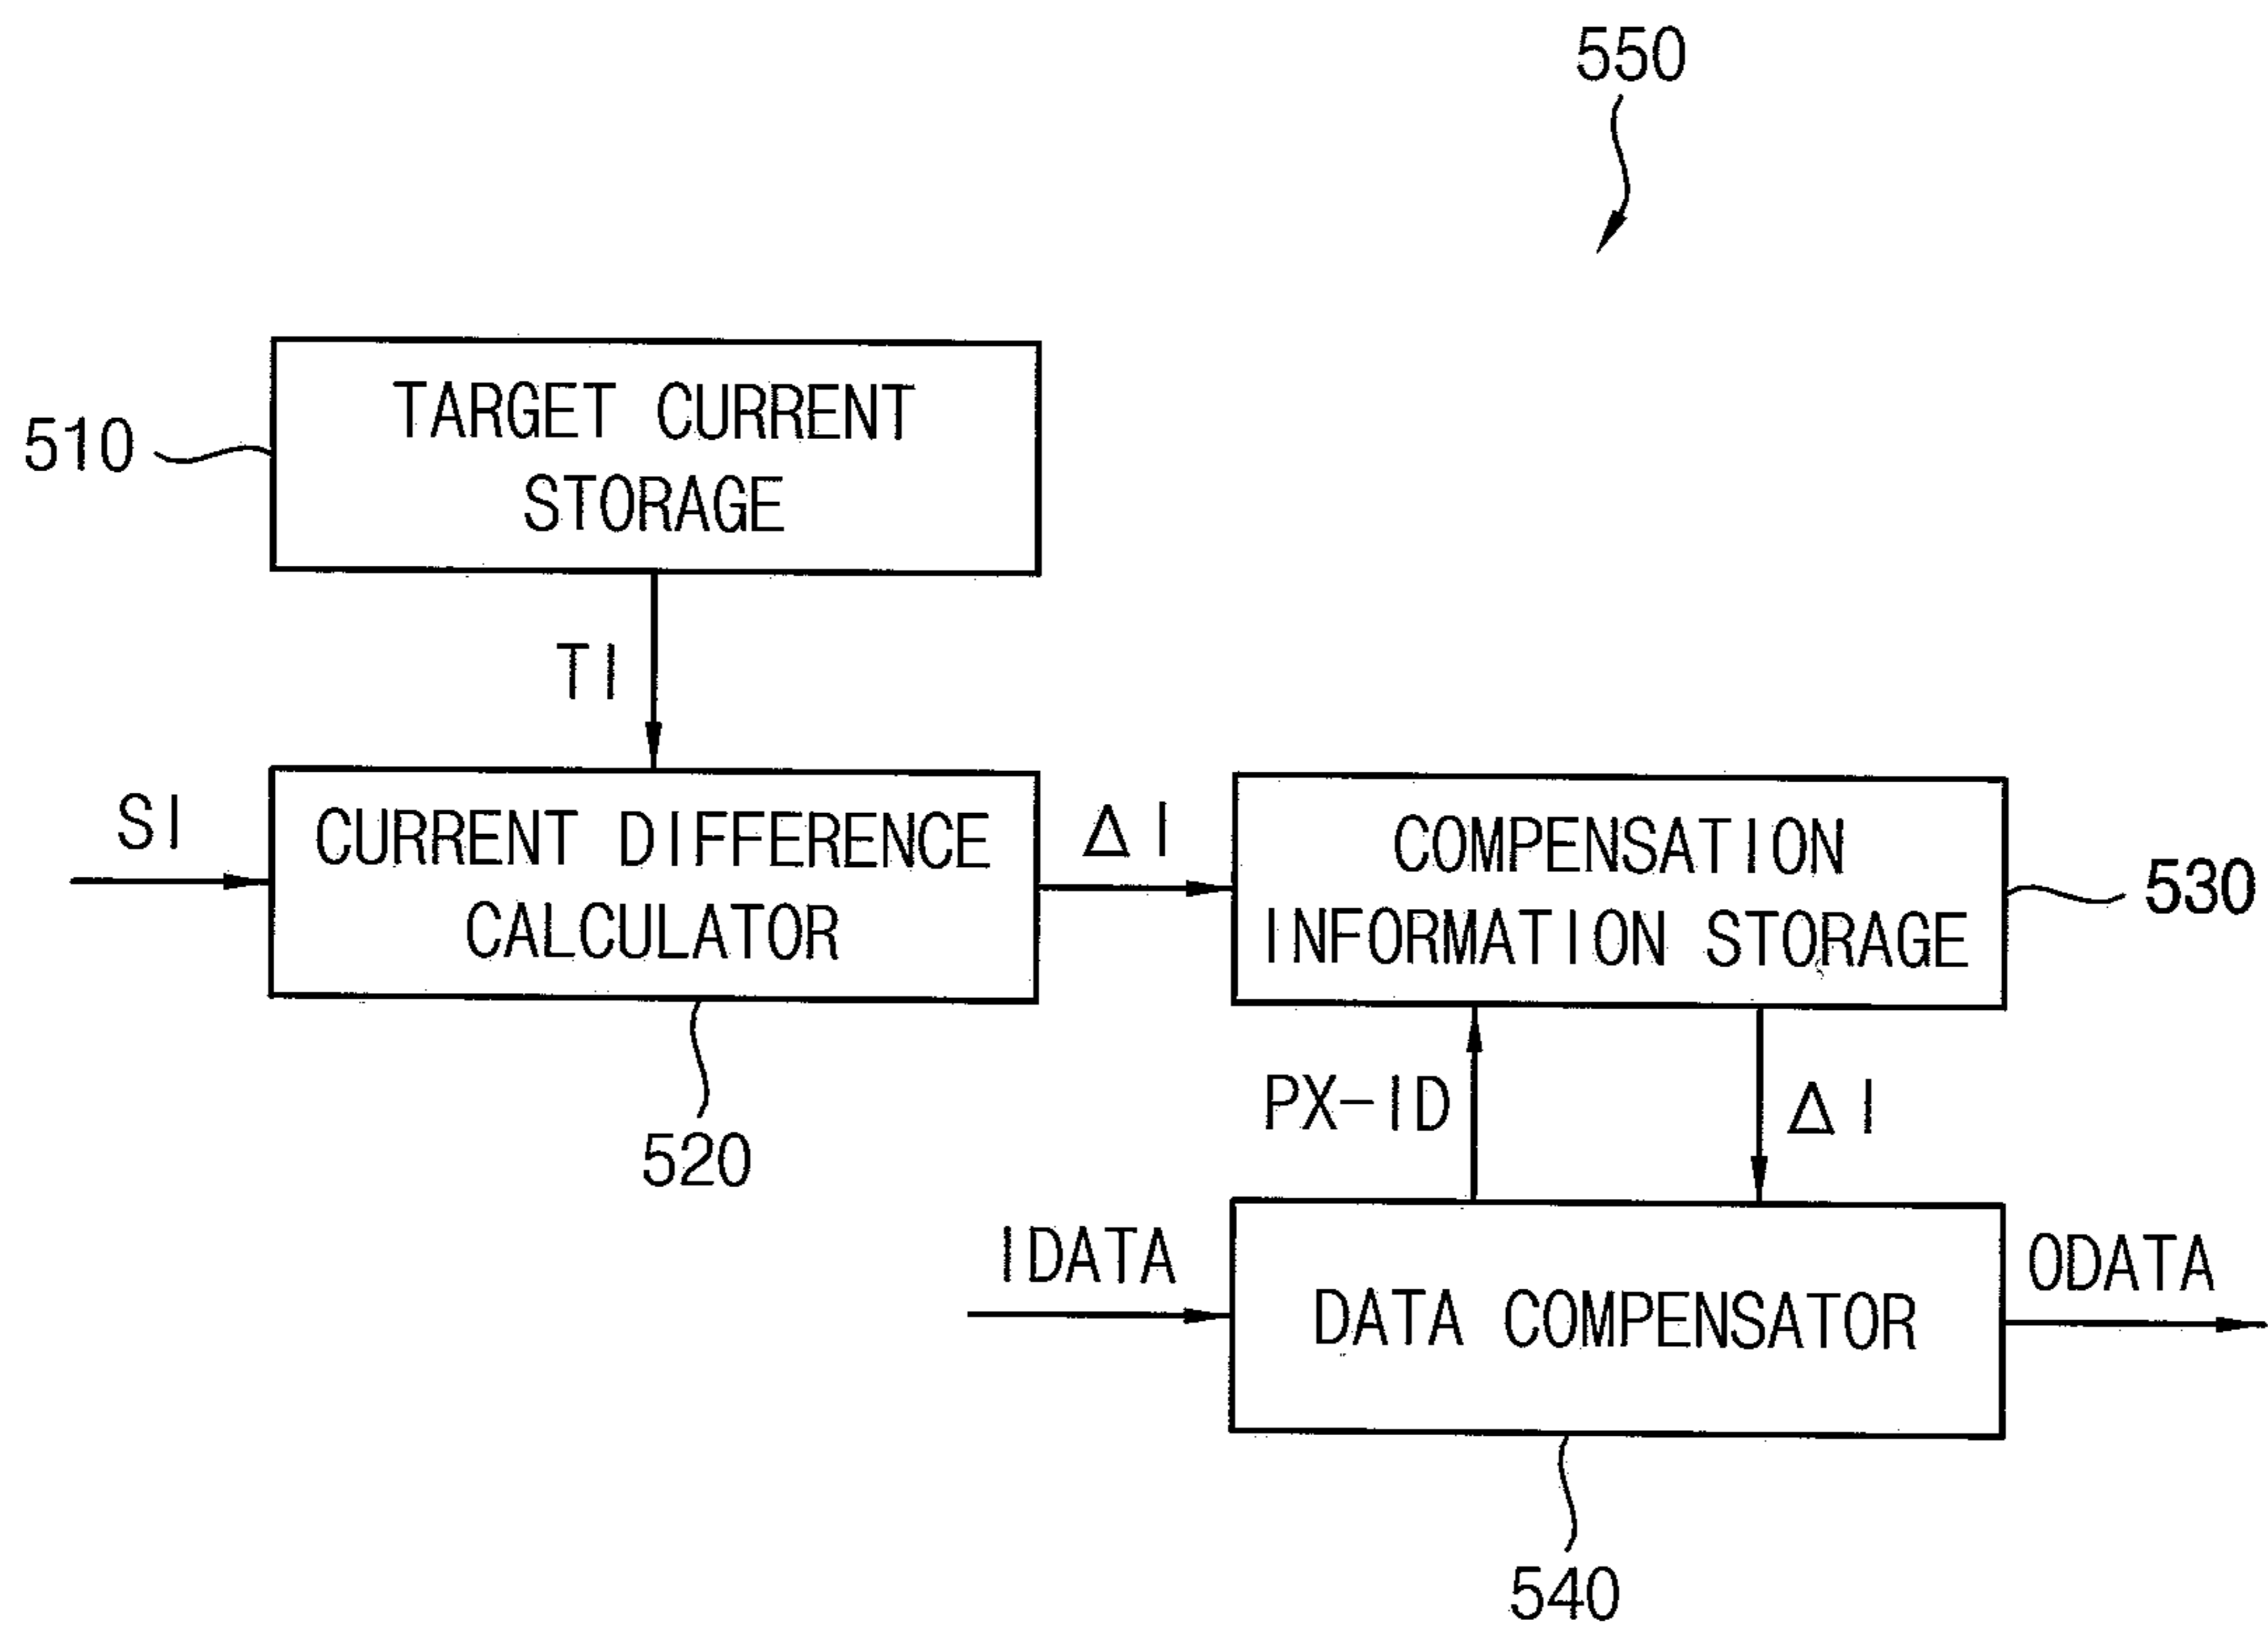 550
TARGET CURRENT
STORAGE
510
TI
SI
CURRENT DIFFERENCE
CALCULATOR
520
ΔI
COMPENSATION
INFORMATION STORAGE
530
PX-ID
ΔI
IDATA
DATA COMPENSATOR
ODATA
540